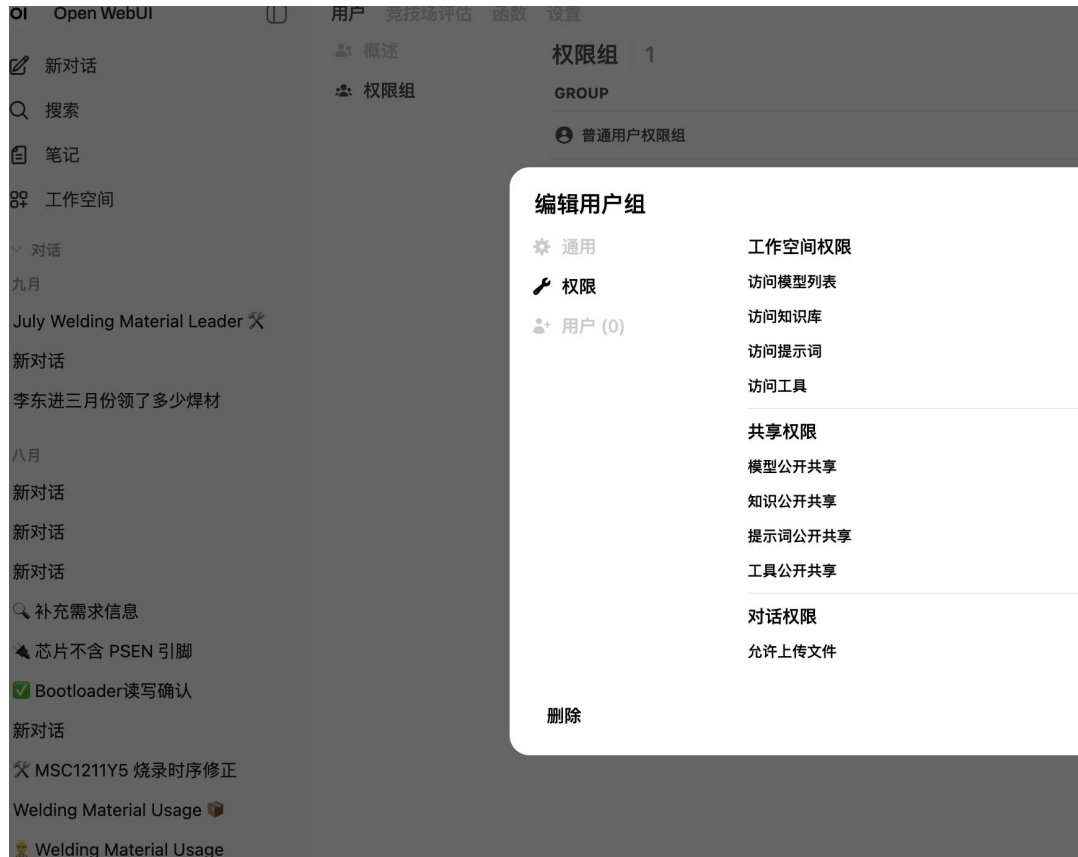 OI Open WebUI
新对话
搜索
笔记
工作空间
对话
九月
July Welding Material Leader
新对话
李东进三月份领了多少焊材
八月
新对话
新对话
新对话
补充需求信息
芯片不含 PSEN 引脚
Bootloader读写确认
新对话
MSC1211Y5 烧录时序修正
Welding Material Usage
Welding Material Usage
用户 竞技场评估 函数 设置
概述
权限组
权限组 1
GROUP
普通用户权限组
编辑用户组
通用
权限
用户 (0)
工作空间权限
访问模型列表
访问知识库
访问提示词
访问工具
共享权限
模型公开共享
知识公开共享
提示词公开共享
工具公开共享
对话权限
允许上传文件
删除